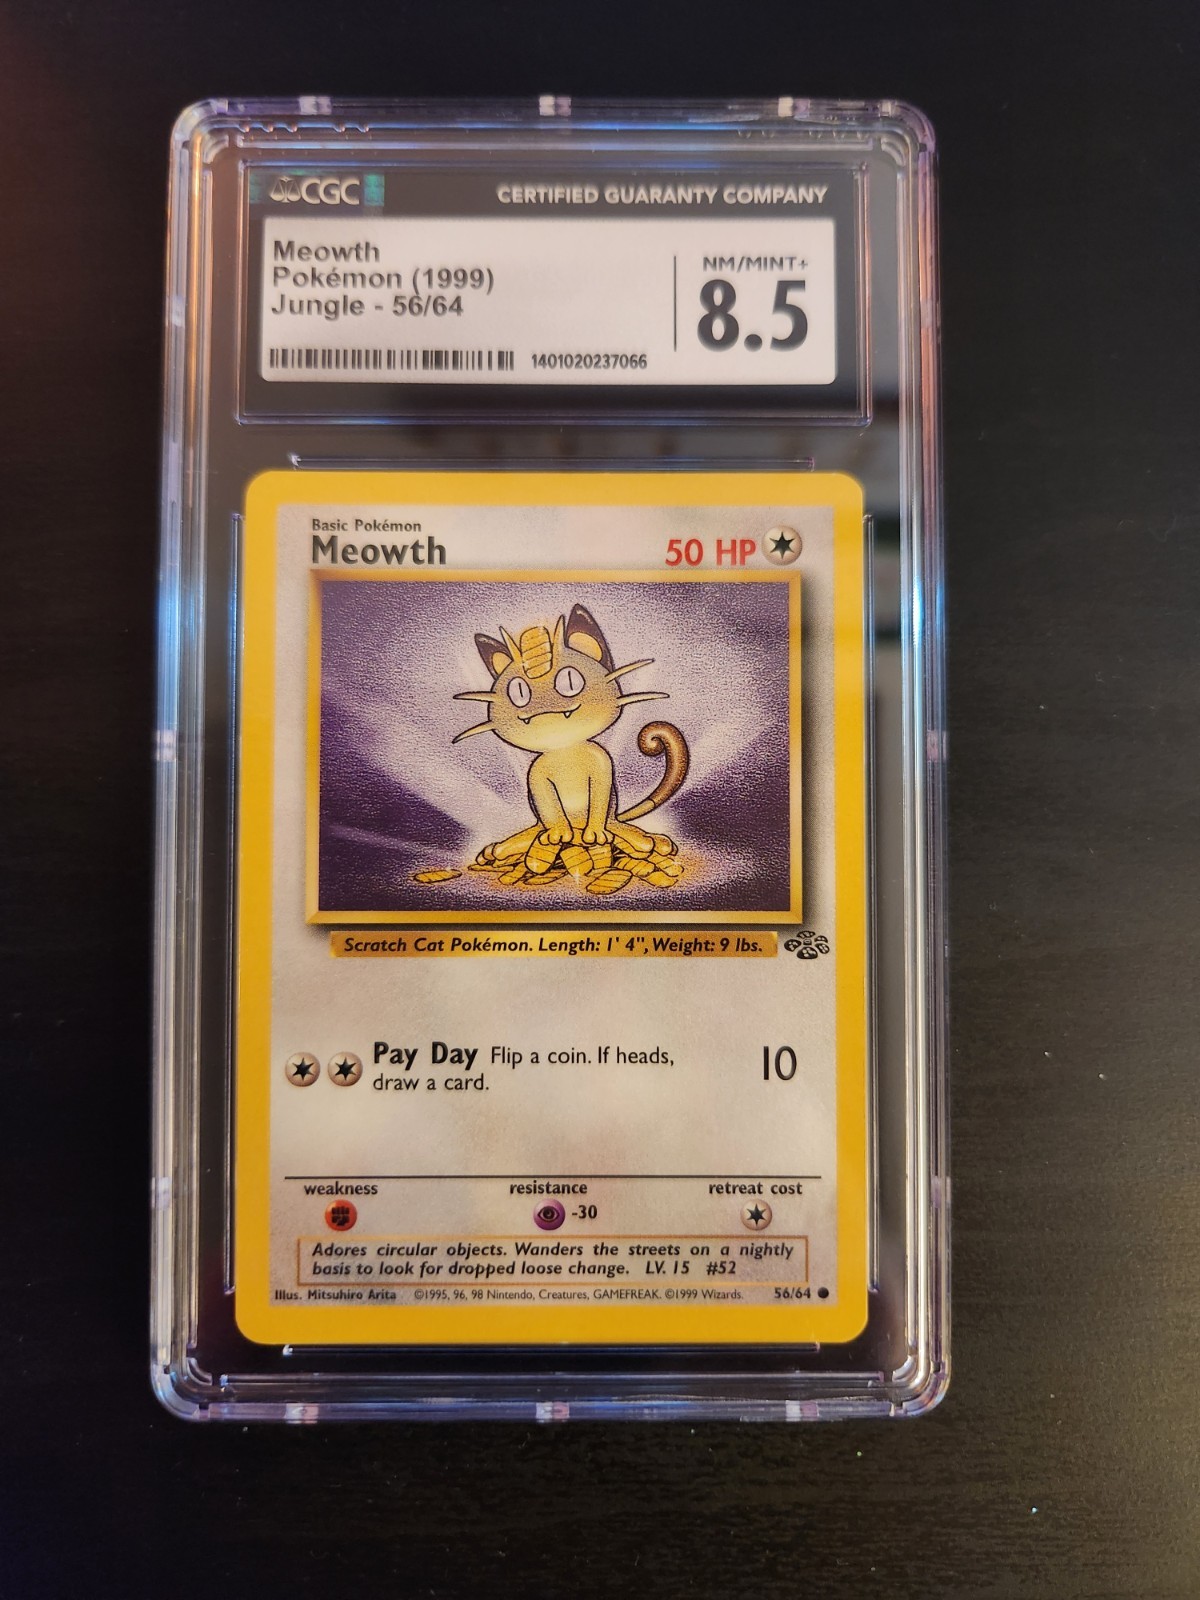 CGC CERTIFIED GUARANTY COMPANY
Meowth
Pokémon (1999)
Jungle - 56/64
NM/MINT+
8.5
1401020237066
Basic Pokémon
Meowth 50 HP
Scratch Cat Pokémon. Length: 1' 4", Weight: 9 lbs.
Pay Day Flip a coin. If heads, 10
draw a card.
weakness resistance retreat cost
-30
Adores circular objects. Wanders the streets on a nightly
basis to look for dropped loose change. LV. 15 #52
Illus. Mitsuhiro Arita ©1995, 96, 98 Nintendo, Creatures, GAMEFREAK. ©1999 Wizards. 56/64